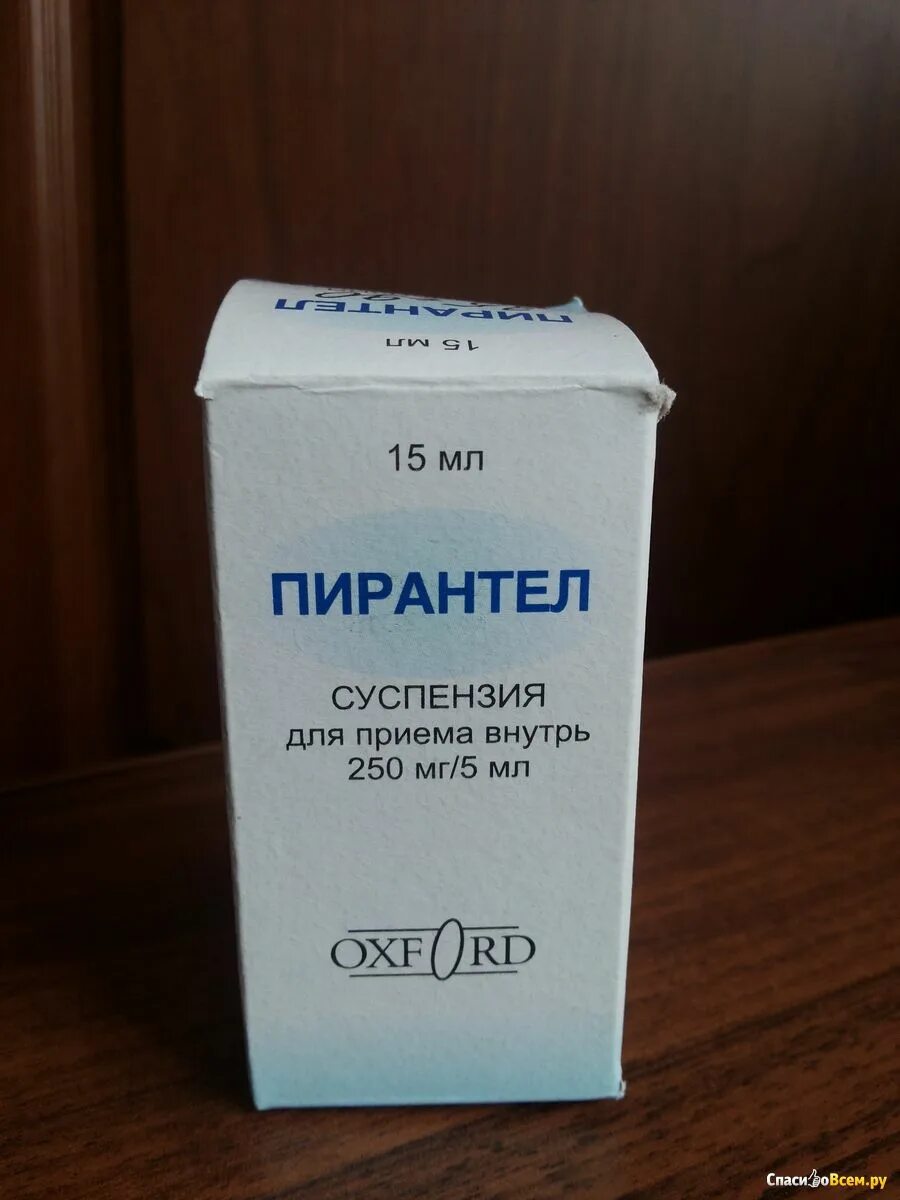 ПИРАНТЕЛ
15 мл
15 мл
ПИРАНТЕЛ
СУСПЕНЗИЯ
для приема внутрь
250 мг/5 мл
OXFORD
СпасибоВсем.ру